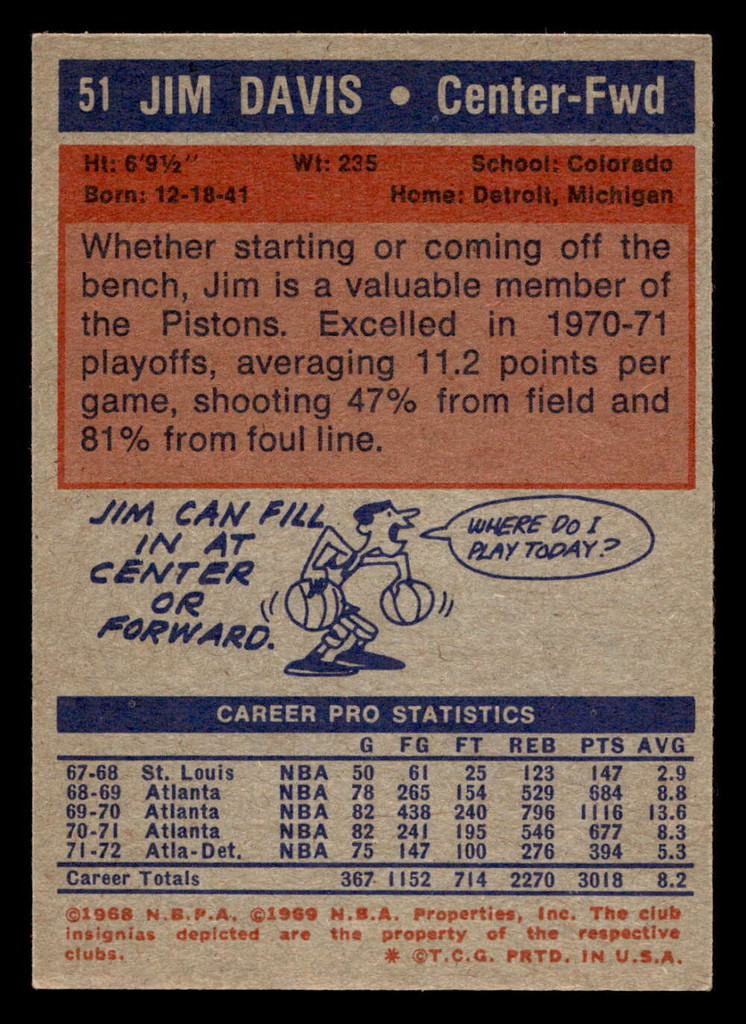 51 JIM DAVIS • Center-Fwd
Ht: 6'9½" Wt: 235 School: Colorado
Born: 12-18-41 Home: Detroit, Michigan
Whether starting or coming off the
bench, Jim is a valuable member of
the Pistons. Excelled in 1970-71
playoffs, averaging 11.2 points per
game, shooting 47% from field and
81% from foul line.
JIM CAN FILL
IN AT
CENTER
OR
FORWARD.
WHERE DO I
PLAY TODAY?
CAREER PRO STATISTICS
G FG FT REB PTS AVG
67-68 St. Louis NBA 50 61 25 123 147 2.9
68-69 Atlanta NBA 78 265 154 529 684 8.8
69-70 Atlanta NBA 82 438 240 796 1116 13.6
70-71 Atlanta NBA 82 241 195 546 677 8.3
71-72 Atla-Det. NBA 75 147 100 276 394 5.3
Career Totals 367 1152 714 2270 3018 8.2
©1968 N.B.P.A. ©1969 N.B.A. Properties, Inc. The club
insignias depicted are the property of the respective
clubs. * ©T.C.G. PRTD. IN U.S.A.